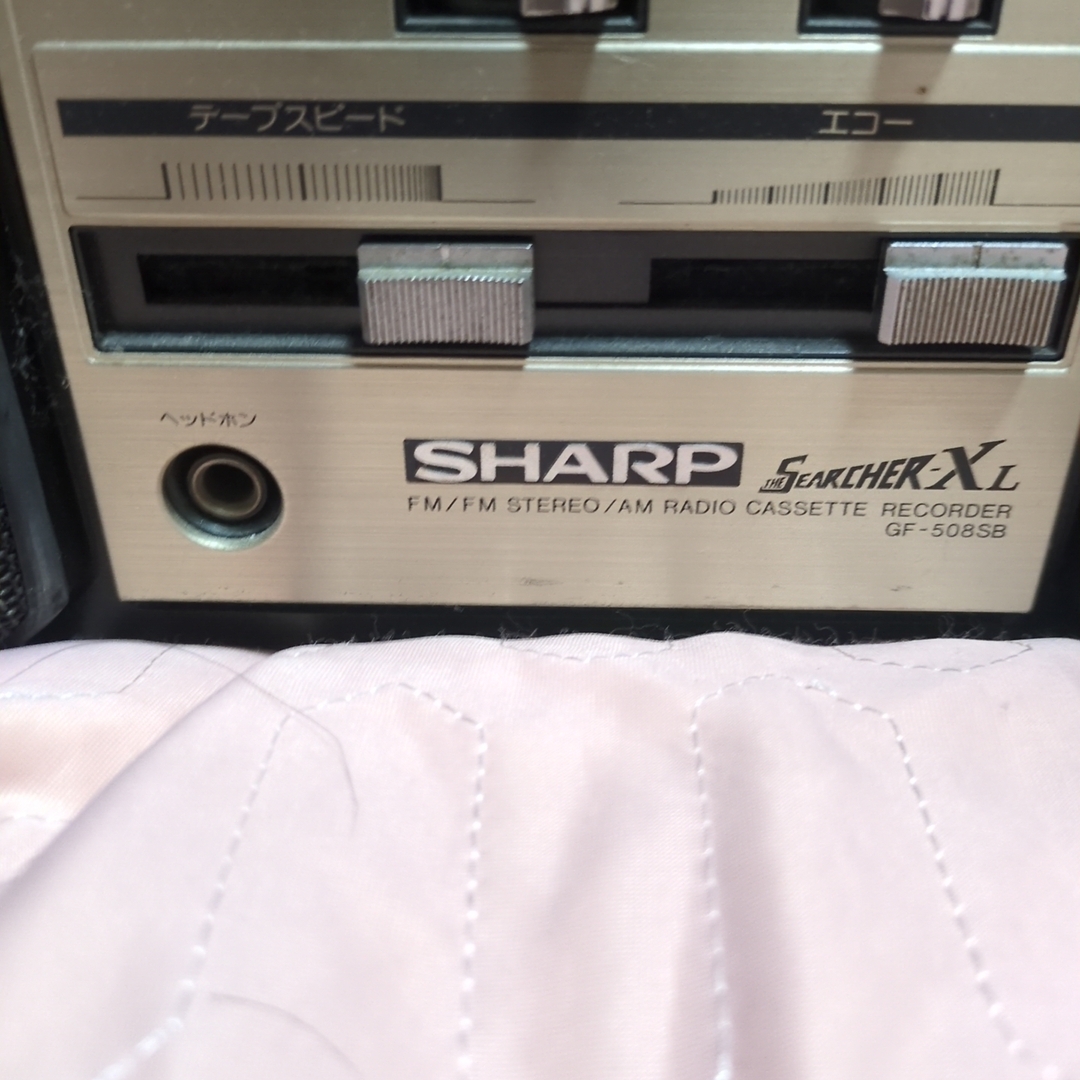 テープスピード
エコー
ヘッドホン
SHARP THE SEARCHER-XL
FM/FM STEREO/AM RADIO CASSETTE RECORDER
GF-508SB